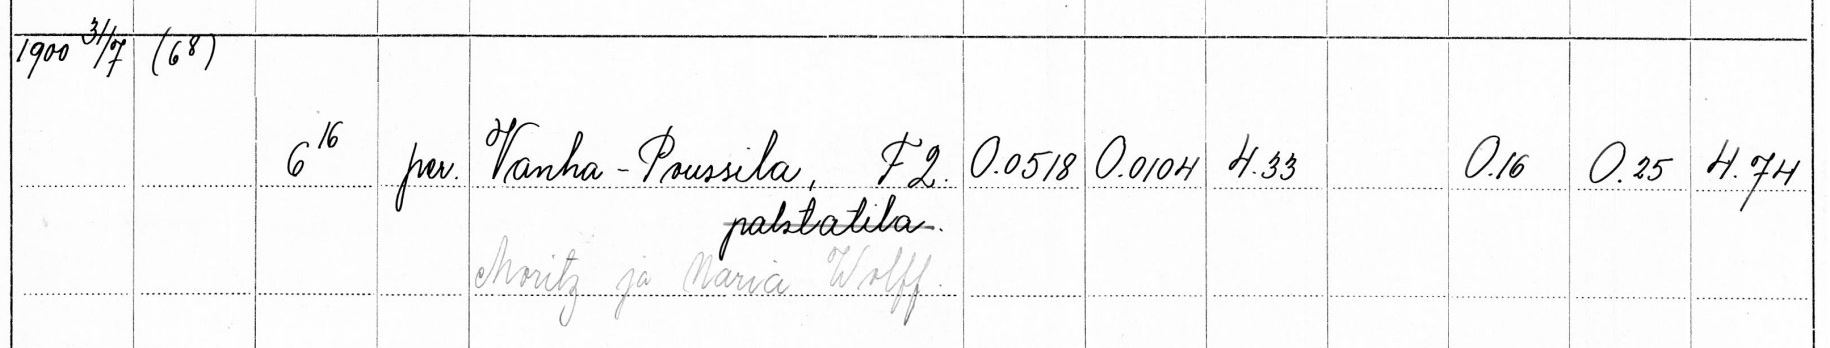 1900 31/7 (68)
6 16 per. Vanha-Prussila, F2. 0.0518 0.0104 4.33 0.16 0.25 4.74
palstatila.
Moritz ja Maria Wolff.